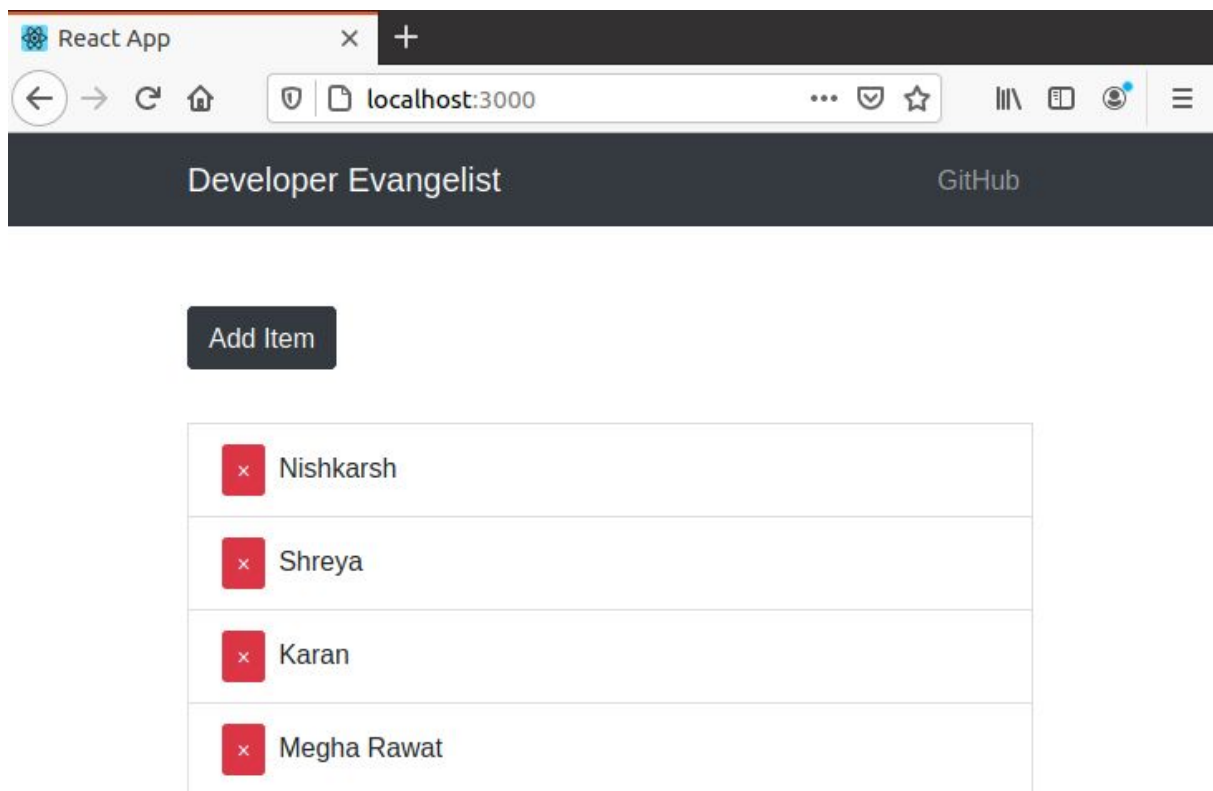 React App
localhost:3000
Developer Evangelist GitHub
Add Item
× Nishkarsh
× Shreya
× Karan
× Megha Rawat